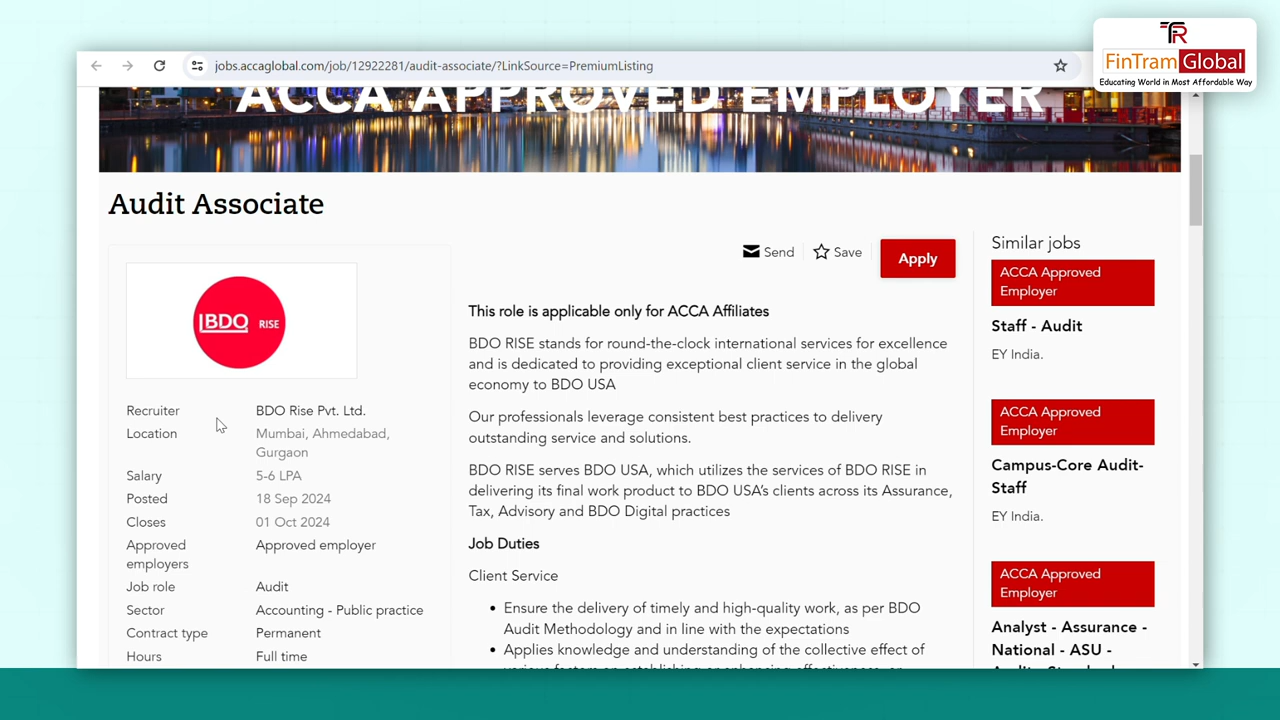 FR
FinTram Global
Educating World in Most Affordable Way
jobs.accaglobal.com/job/12922281/audit-associate/?LinkSource=PremiumListing
ACCA APPROVED EMPLOYER
Audit Associate
BDO RISE
Recruiter BDO Rise Pvt. Ltd.
Location Mumbai, Ahmedabad,
Gurgaon
Salary 5-6 LPA
Posted 18 Sep 2024
Closes 01 Oct 2024
Approved Approved employer
employers
Job role Audit
Sector Accounting - Public practice
Contract type Permanent
Hours Full time
Send Save Apply
This role is applicable only for ACCA Affiliates
BDO RISE stands for round-the-clock international services for excellence
and is dedicated to providing exceptional client service in the global
economy to BDO USA
Our professionals leverage consistent best practices to delivery
outstanding service and solutions.
BDO RISE serves BDO USA, which utilizes the services of BDO RISE in
delivering its final work product to BDO USA's clients across its Assurance,
Tax, Advisory and BDO Digital practices
Job Duties
Client Service
• Ensure the delivery of timely and high-quality work, as per BDO
Audit Methodology and in line with the expectations
• Applies knowledge and understanding of the collective effect of
Similar jobs
ACCA Approved
Employer
Staff - Audit
EY India.
ACCA Approved
Employer
Campus-Core Audit-
Staff
EY India.
ACCA Approved
Employer
Analyst - Assurance -
National - ASU -